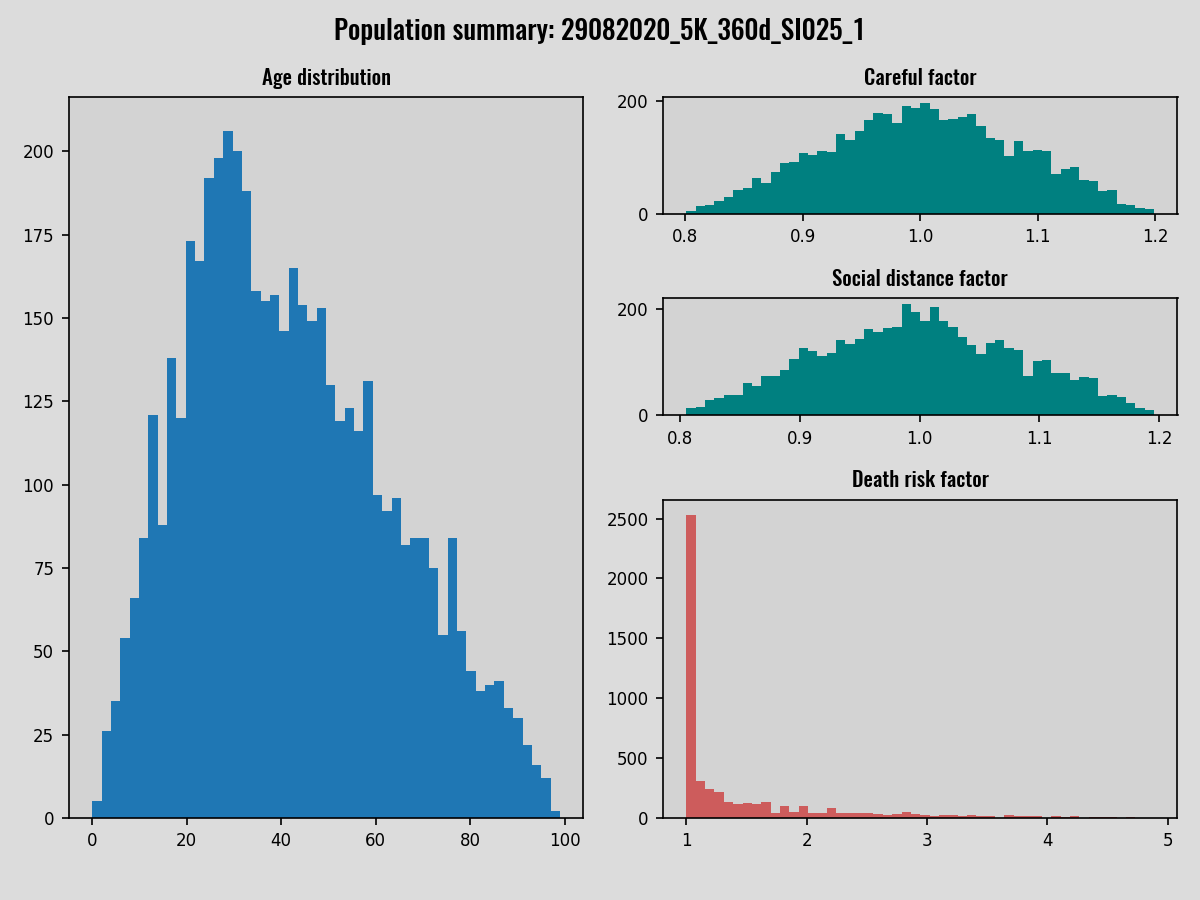 Population summary: 29082020_5K_360d_SI025_1
Age distribution
200
175
150
125
100
75
50
25
0
0 20 40 60 80 100
Careful factor
200
0
0.8 0.9 1.0 1.1 1.2
Social distance factor
200
0
0.8 0.9 1.0 1.1 1.2
Death risk factor
2500
2000
1500
1000
500
0
1 2 3 4 5